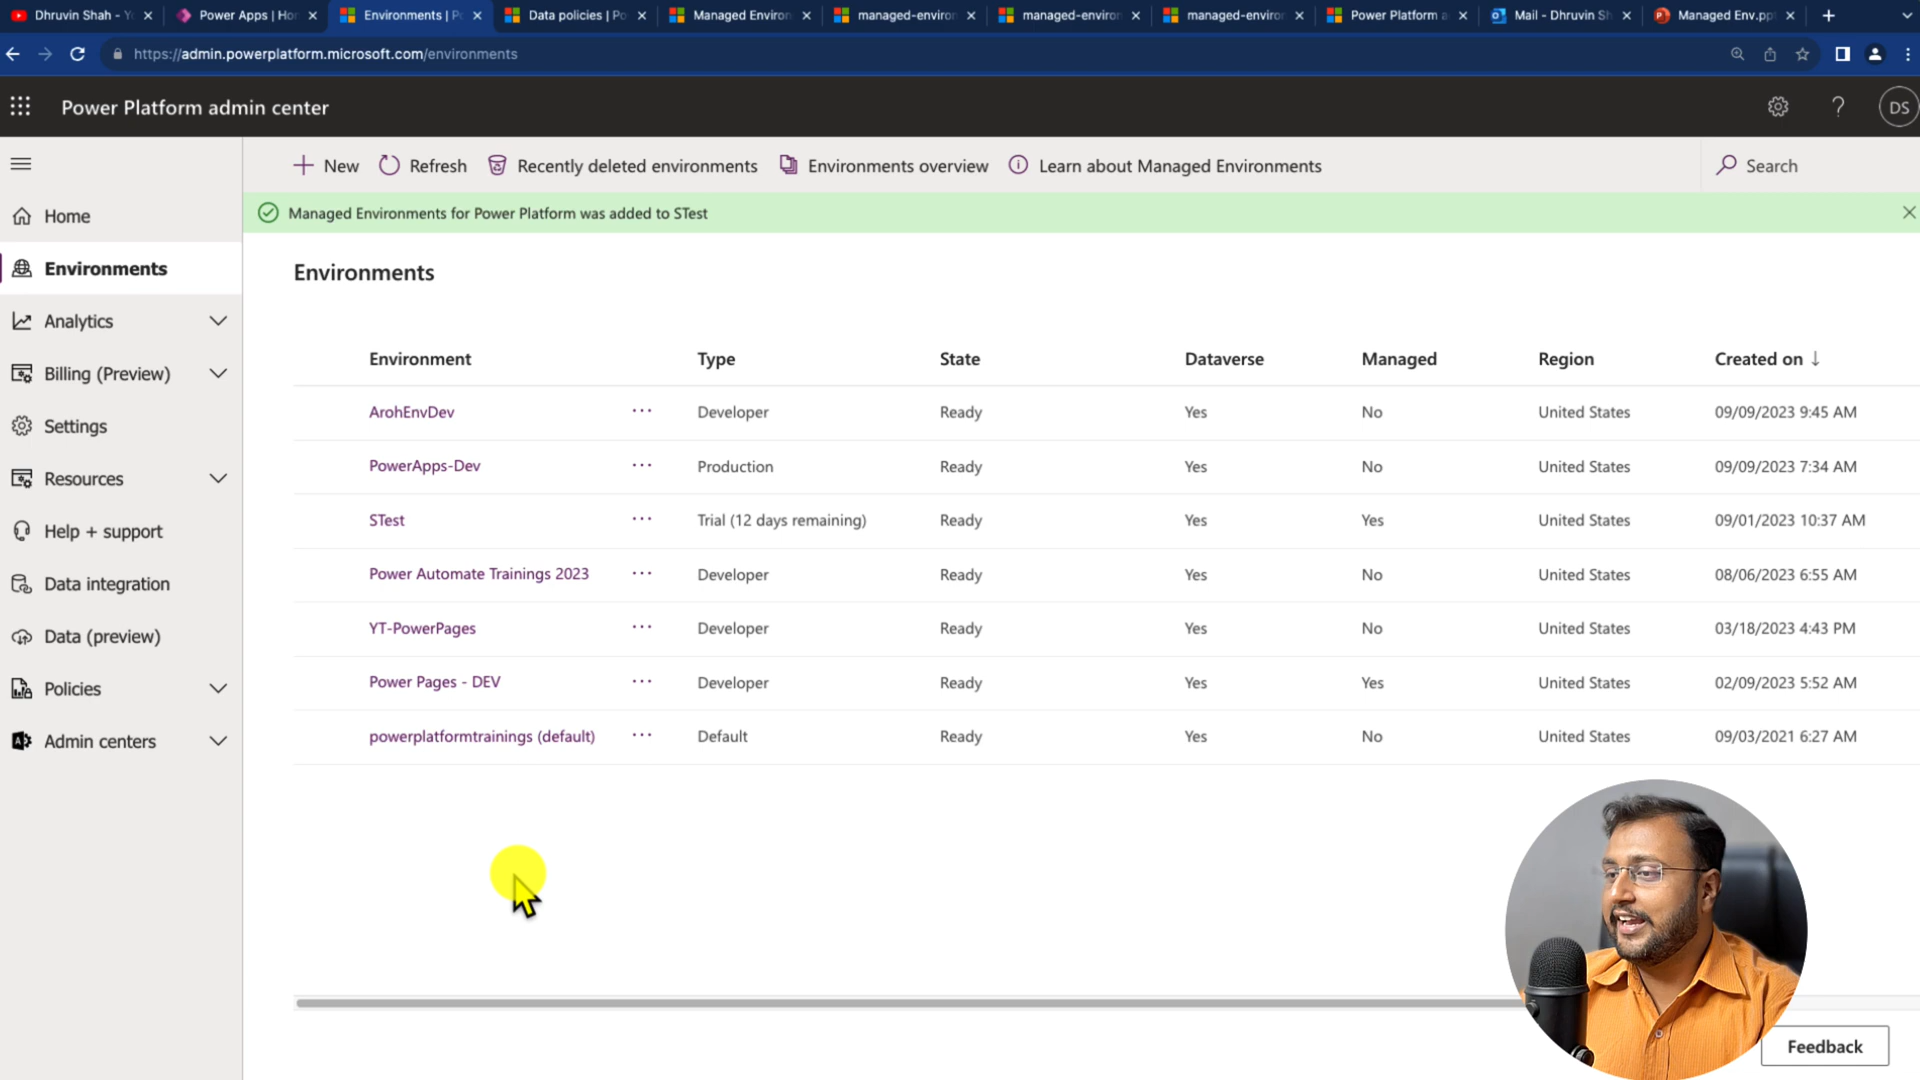 Dhruvin Shah - Yo
Power Apps | Hor
Environments | Po
Data policies | Po
Managed Environ
managed-environ
managed-environ
managed-environ
Power Platform a
Mail - Dhruvin Sh
Managed Env.pp
https://admin.powerplatform.microsoft.com/environments
Power Platform admin center
DS
New
Refresh
Recently deleted environments
Environments overview
Learn about Managed Environments
Search
Managed Environments for Power Platform was added to STest
Home
Environments
Analytics
Billing (Preview)
Settings
Resources
Help + support
Data integration
Data (preview)
Policies
Admin centers
Environments
Environment Type State Dataverse Managed Region Created on ↓
ArohEnvDev ··· Developer Ready Yes No United States 09/09/2023 9:45 AM
PowerApps-Dev ··· Production Ready Yes No United States 09/09/2023 7:34 AM
STest ··· Trial (12 days remaining) Ready Yes Yes United States 09/01/2023 10:37 AM
Power Automate Trainings 2023 ··· Developer Ready Yes No United States 08/06/2023 6:55 AM
YT-PowerPages ··· Developer Ready Yes No United States 03/18/2023 4:43 PM
Power Pages - DEV ··· Developer Ready Yes Yes United States 02/09/2023 5:52 AM
powerplatformtrainings (default) ··· Default Ready Yes No United States 09/03/2021 6:27 AM
Feedback